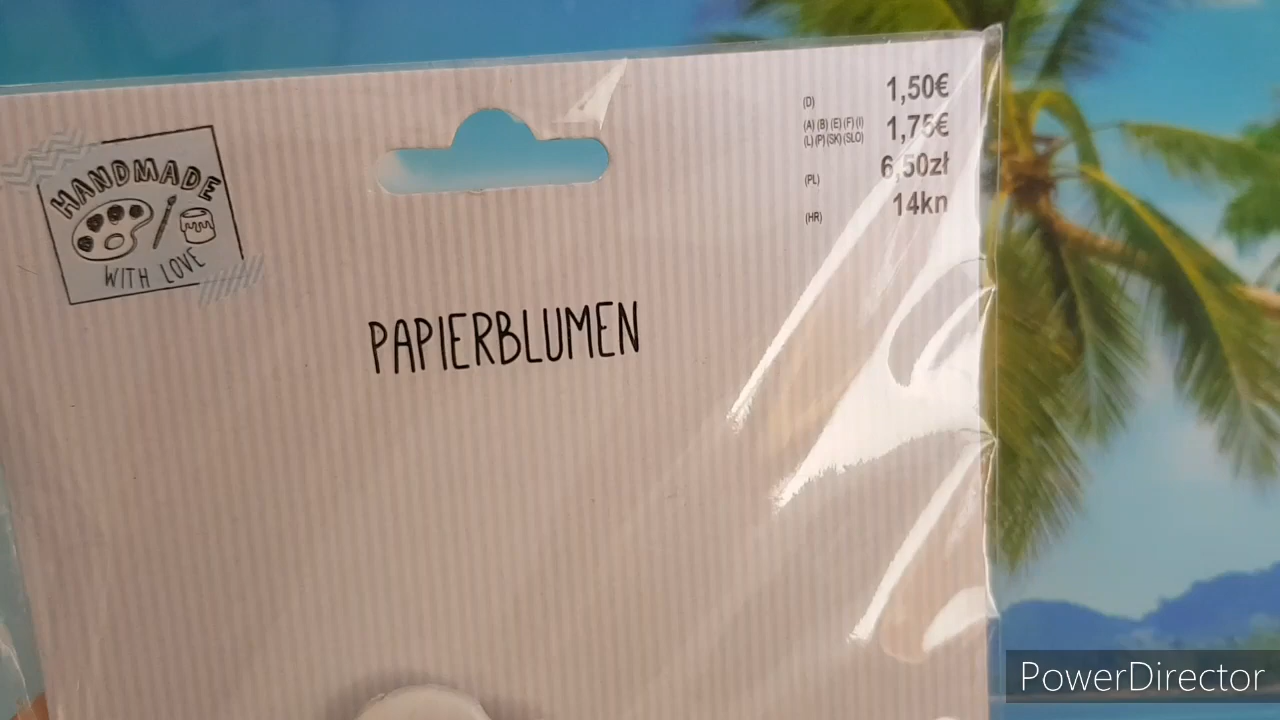 HANDMADE
WITH LOVE
PAPIERBLUMEN
(D) 1,50€
(A) (B) (E) (F) (I)
(L) (P) (SK) (SLO) 1,75€
(PL) 6,50zł
(HR) 14kn
PowerDirector